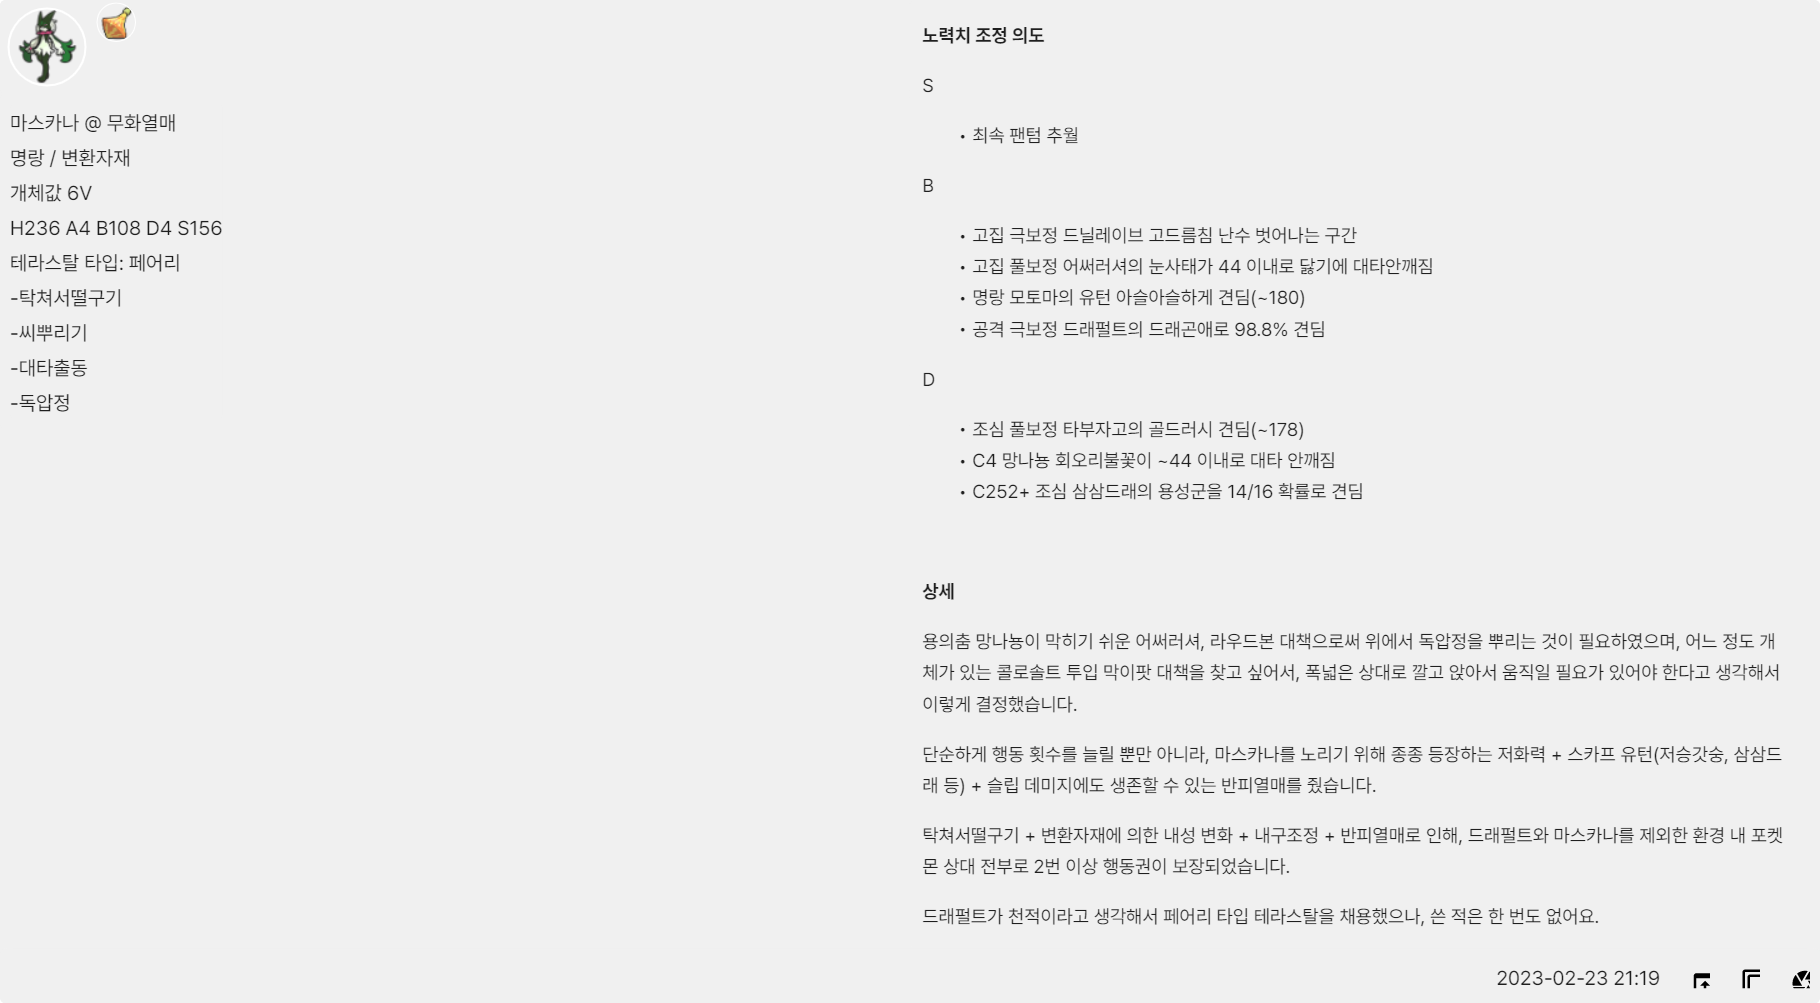 마스카나 @ 무화열매
명랑 / 변환자재
개체값 6V
H236 A4 B108 D4 S156
테라스탈 타입: 페어리
-탁쳐서떨구기
-씨뿌리기
-대타출동
-독압정
노력치 조정 의도
S
• 최속 팬텀 추월
B
• 고집 극보정 드닐레이브 고드름침 난수 벗어나는 구간
• 고집 풀보정 어써러셔의 눈사태가 44 이내로 닳기에 대타안깨짐
• 명랑 모토마의 유턴 아슬아슬하게 견딤(~180)
• 공격 극보정 드래펄트의 드래곤애로 98.8% 견딤
D
• 조심 풀보정 타부자고의 골드러시 견딤(~178)
• C4 망나뇽 회오리불꽃이 ~44 이내로 대타 안깨짐
• C252+ 조심 삼삼드래의 용성군을 14/16 확률로 견딤
상세
용의춤 망나뇽이 막히기 쉬운 어써러셔, 라우드본 대책으로써 위에서 독압정을 뿌리는 것이 필요하였으며, 어느 정도 개
체가 있는 콜로솔트 투입 막이팟 대책을 찾고 싶어서, 폭넓은 상대로 깔고 앉아서 움직일 필요가 있어야 한다고 생각해서
이렇게 결정했습니다.
단순하게 행동 횟수를 늘릴 뿐만 아니라, 마스카나를 노리기 위해 종종 등장하는 저화력 + 스카프 유턴(저승갓숭, 삼삼드
래 등) + 슬립 데미지에도 생존할 수 있는 반피열매를 줬습니다.
탁쳐서떨구기 + 변환자재에 의한 내성 변화 + 내구조정 + 반피열매로 인해, 드래펄트와 마스카나를 제외한 환경 내 포켓
몬 상대 전부로 2번 이상 행동권이 보장되었습니다.
드래펄트가 천적이라고 생각해서 페어리 타입 테라스탈을 채용했으나, 쓴 적은 한 번도 없어요.
2023-02-23 21:19